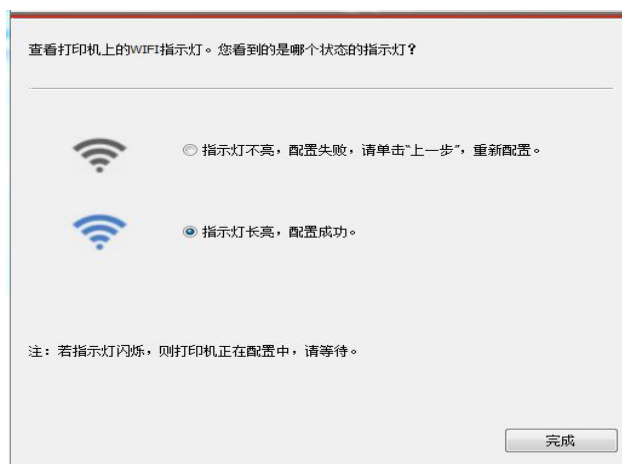 查看打印机上的WIFI指示灯。您看到的是哪个状态的指示灯?
指示灯不亮，配置失败，请单击“上一步”，重新配置。
指示灯长亮，配置成功。
注：若指示灯闪烁，则打印机正在配置中，请等待。
完成